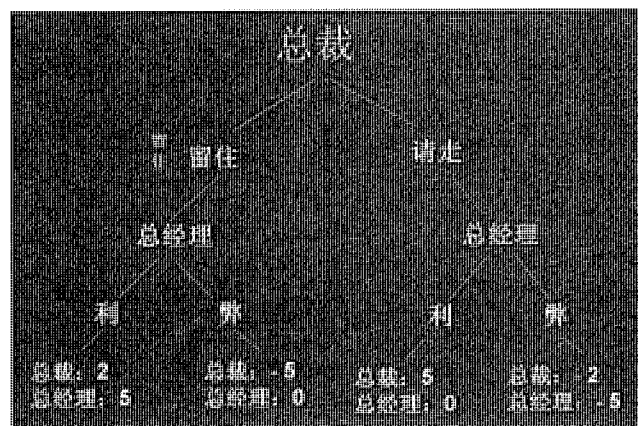 总裁
留住 请走
总经理 总经理
利 弊 利 弊
总裁：2 总裁：-5 总裁：5 总裁：-2
总经理：5 总经理：0 总经理：0 总经理：-5